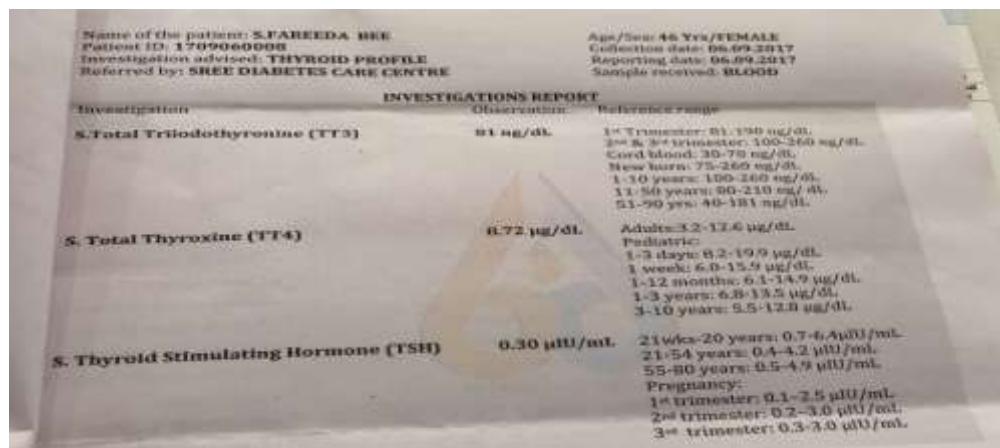 Name of the patient: S.FAREEDA BEE Age/Sex: 46 Yrs/FEMALE
Patient ID: 1709060008 Collection date: 06.09.2017
Investigation advised: THYROID PROFILE Reporting date: 06.09.2017
Referred by: SREE DIABETES CARE CENTRE Sample received: BLOOD
INVESTIGATIONS REPORT
Investigation Observation Reference range
S.Total Triiodothyronine (TT3) 81 ng/dL 1st Trimester: 81-190 ng/dL
2nd & 3rd trimester: 100-260 ng/dL
Cord blood: 30-70 ng/dL
New born: 75-260 ng/dL
1-10 years: 100-260 ng/dL
11-50 years: 80-210 ng/ dL
51-90 yrs: 40-181 ng/dL
S. Total Thyroxine (TT4) 8.72 µg/dL Adults:3.2-12.6 µg/dL
Pediatric:
1-3 days: 8.2-19.9 µg/dL
1 week: 6.0-15.9 µg/dL
1-12 months: 6.1-14.9 µg/dL
1-3 years: 6.8-13.5 µg/dL
3-10 years: 5.5-12.8 µg/dL
S. Thyroid Stimulating Hormone (TSH) 0.30 µIU/mL 21wks-20 years: 0.7-6.4µIU/mL
21-54 years: 0.4-4.2 µIU/mL
55-80 years: 0.5-4.9 µIU/mL
Pregnancy:
1st trimester: 0.1-2.5 µIU/mL
2nd trimester: 0.2-3.0 µIU/mL
3rd trimester: 0.3-3.0 µIU/mL